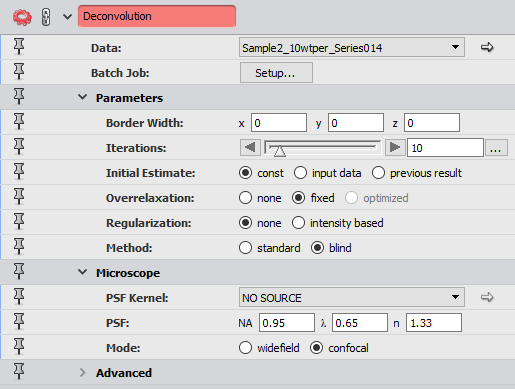 Deconvolution
Data: Sample2_10wtper_Series014
Batch Job: Setup...
Parameters
Border Width: x 0 y 0 z 0
Iterations: 10 ...
Initial Estimate: const input data previous result
Overrelaxation: none fixed optimized
Regularization: none intensity based
Method: standard blind
Microscope
PSF Kernel: NO SOURCE
PSF: NA 0.95 λ 0.65 n 1.33
Mode: widefield confocal
Advanced